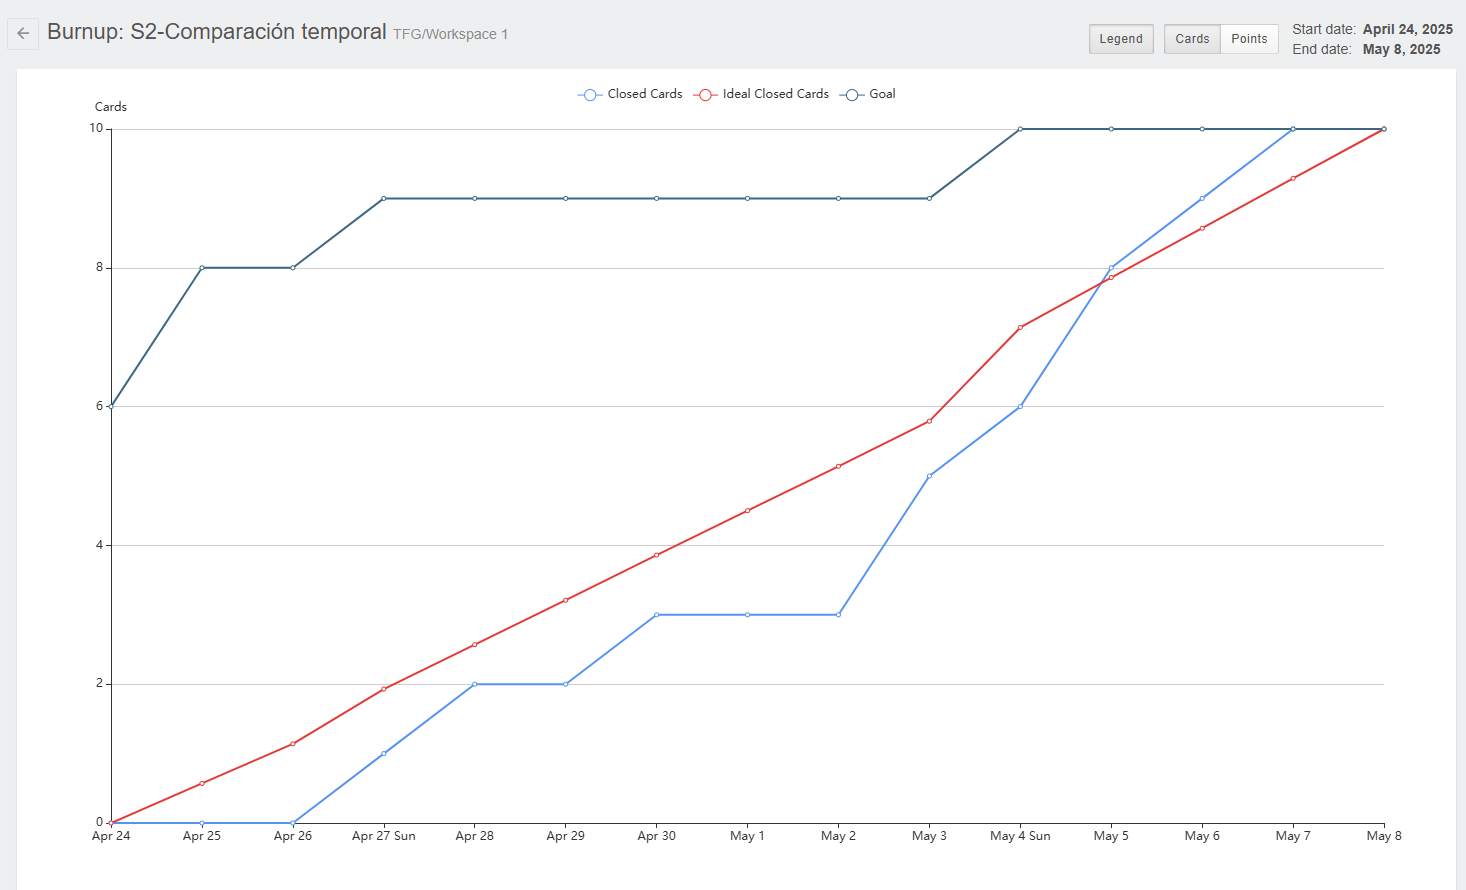 Burnup: S2-Comparación temporal TFG/Workspace 1
Legend
Cards Points
Start date: April 24, 2025
End date: May 8, 2025
Closed Cards Ideal Closed Cards Goal
Cards
10
8
6
4
2
0
Apr 24 Apr 25 Apr 26 Apr 27 Sun Apr 28 Apr 29 Apr 30 May 1 May 2 May 3 May 4 Sun May 5 May 6 May 7 May 8